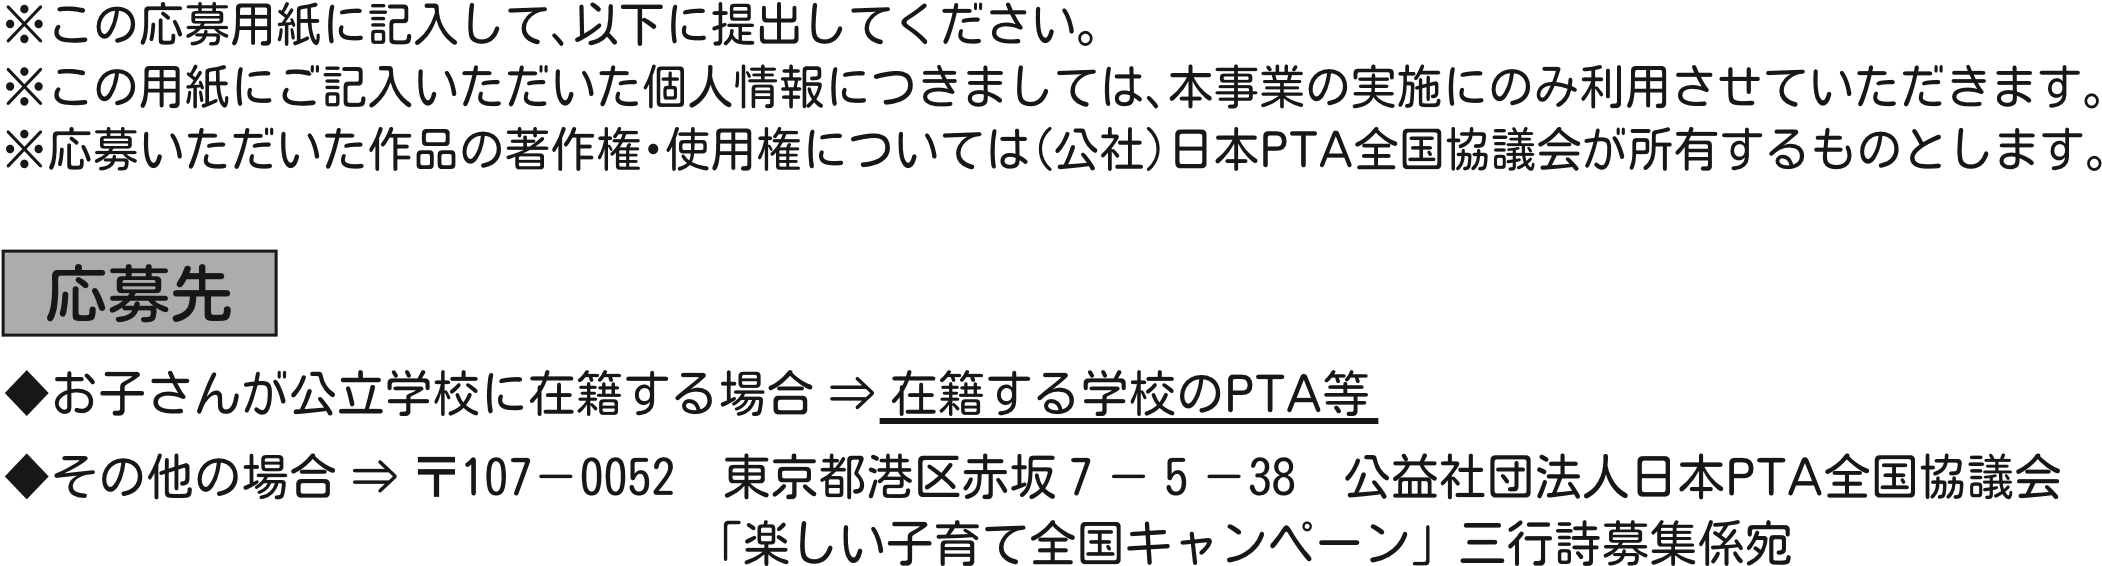 ※この応募用紙に記入して、以下に提出してください。
※この用紙にご記入いただいた個人情報につきましては、本事業の実施にのみ利用させていただきます。
※応募いただいた作品の著作権・使用権については(公社)日本PTA全国協議会が所有するものとします。
応募先
◆お子さんが公立学校に在籍する場合 ⇒ 在籍する学校のPTA等
◆その他の場合 ⇒ 〒107−0052　東京都港区赤坂 7 − 5 −38　公益社団法人日本PTA全国協議会
「楽しい子育て全国キャンペーン」三行詩募集係宛